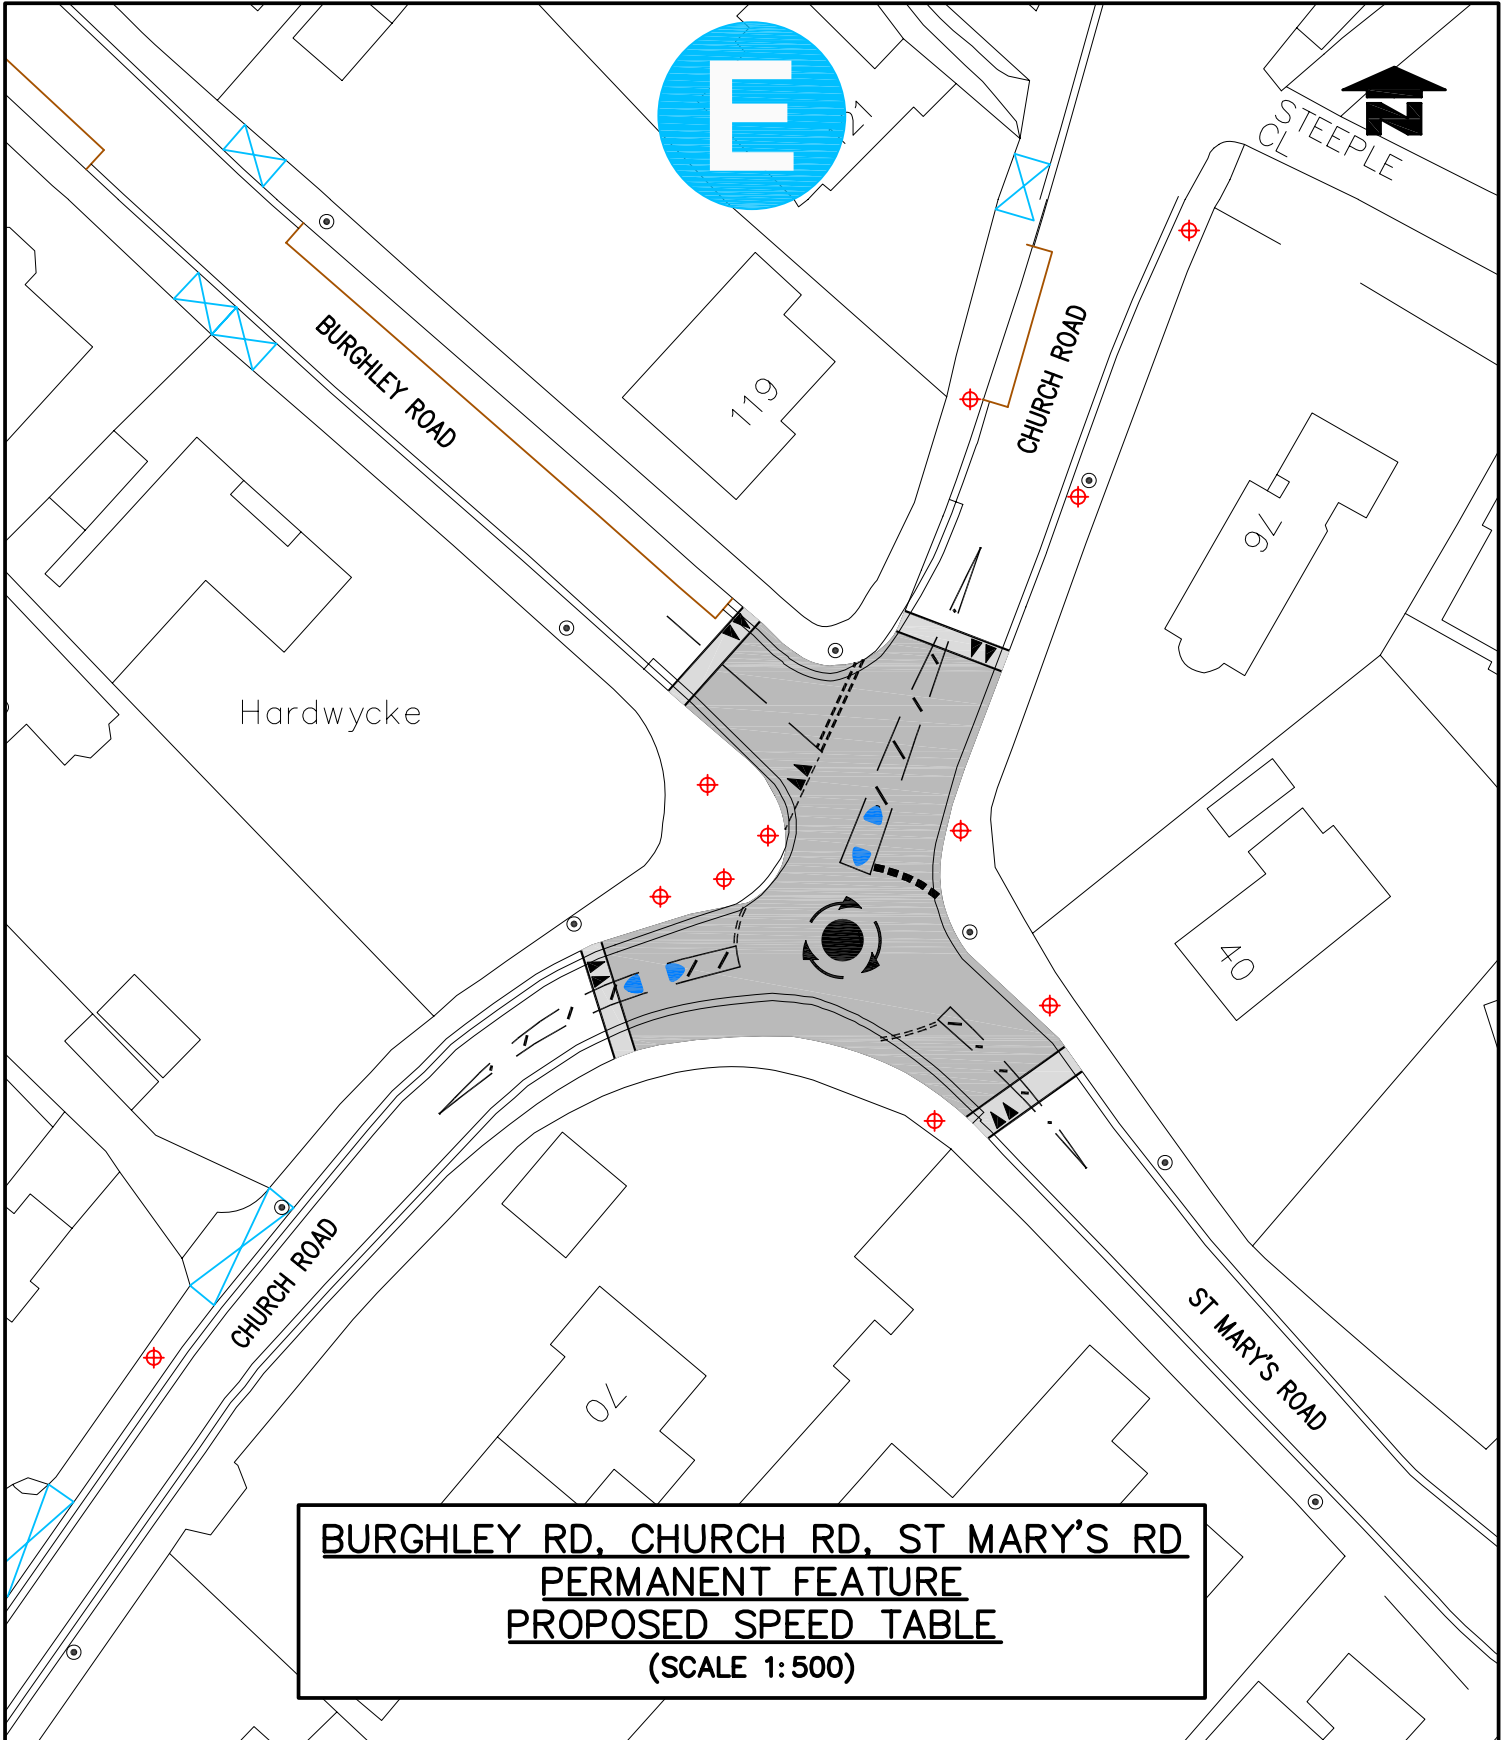 E
N
21
STEEPLE
CL
BURGHLEY ROAD
119
CHURCH ROAD
76
Hardwycke
40
CHURCH ROAD
ST MARY'S ROAD
70
BURGHLEY RD, CHURCH RD, ST MARY'S RD
PERMANENT FEATURE
PROPOSED SPEED TABLE
(SCALE 1:500)